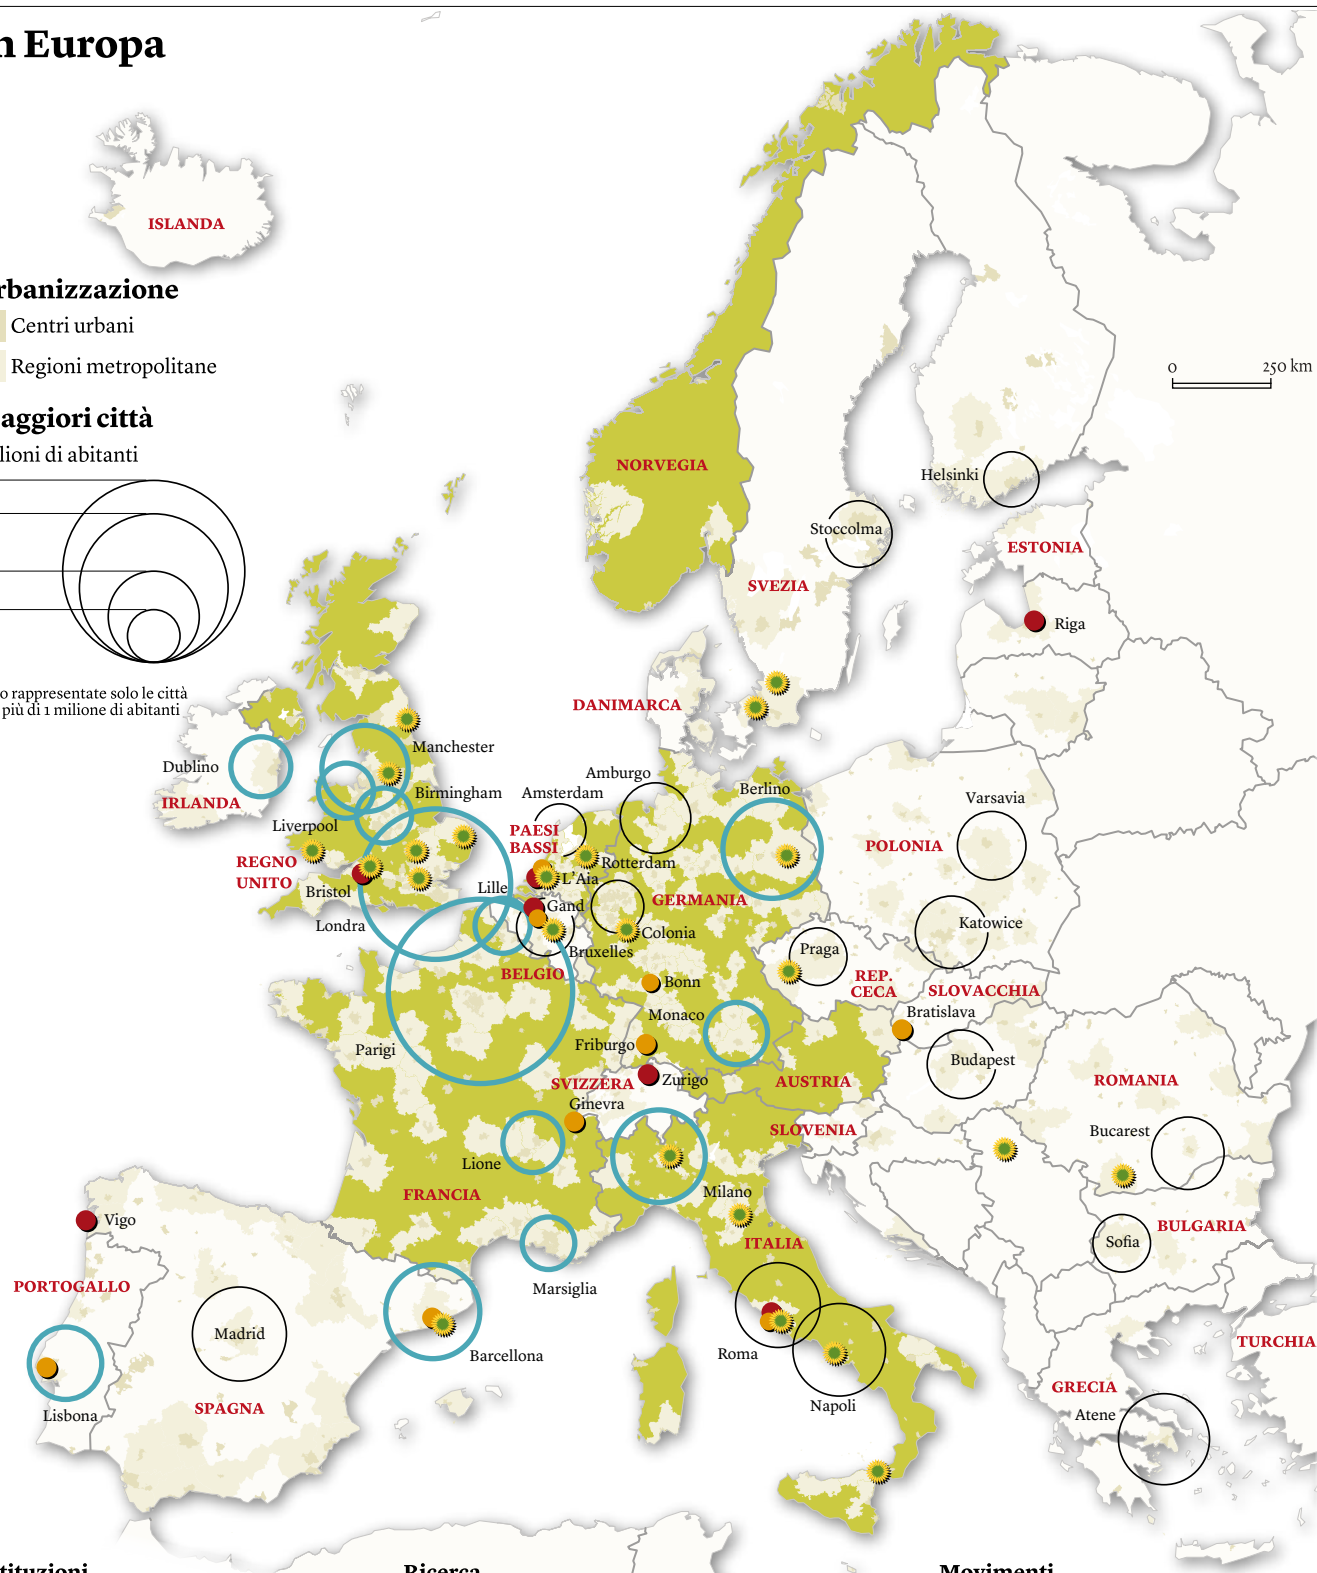 n Europa
ISLANDA
rbanizzazione
Centri urbani
Regioni metropolitane
aggiori città
lioni di abitanti
o rappresentate solo le città
più di 1 milione di abitanti
0 250 km
NORVEGIA
Helsinki
Stoccolma
ESTONIA
SVEZIA
Riga
DANIMARCA
Manchester
Dublino
Amburgo
Birmingham
Amsterdam
Berlino
Varsavia
IRLANDA
Liverpool
PAESI
BASSI
POLONIA
REGNO
UNITO
Rotterdam
L'Aia
Bristol
Lille
GERMANIA
Gand
Londra
Katowice
Colonia
Bruxelles
Praga
BELGIO
Bonn
REP.
CECA
SLOVACCHIA
Monaco
Bratislava
Parigi
Friburgo
Budapest
SVIZZERA
Zurigo
AUSTRIA
ROMANIA
Ginevra
SLOVENIA
Bucarest
Lione
Milano
FRANCIA
Vigo
BULGARIA
ITALIA
Sofia
PORTOGALLO
Marsiglia
Madrid
TURCHIA
Roma
Barcellona
GRECIA
Napoli
SPAGNA
Lisbona
Atene
tituzioni
Ricerca
Movimenti